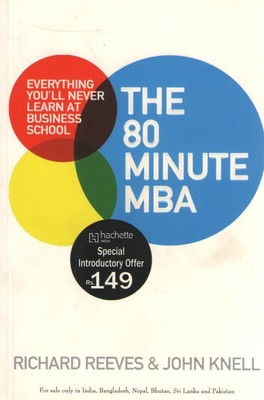 EVERYTHING
YOU'LL NEVER
LEARN AT
BUSINESS
SCHOOL
THE
80
MINUTE
MBA
hachette
INDIA
Special
Introductory Offer
Rs.149
RICHARD REEVES & JOHN KNELL
For sale only in India, Bangladesh, Nepal, Bhutan, Sri Lanka and Pakistan